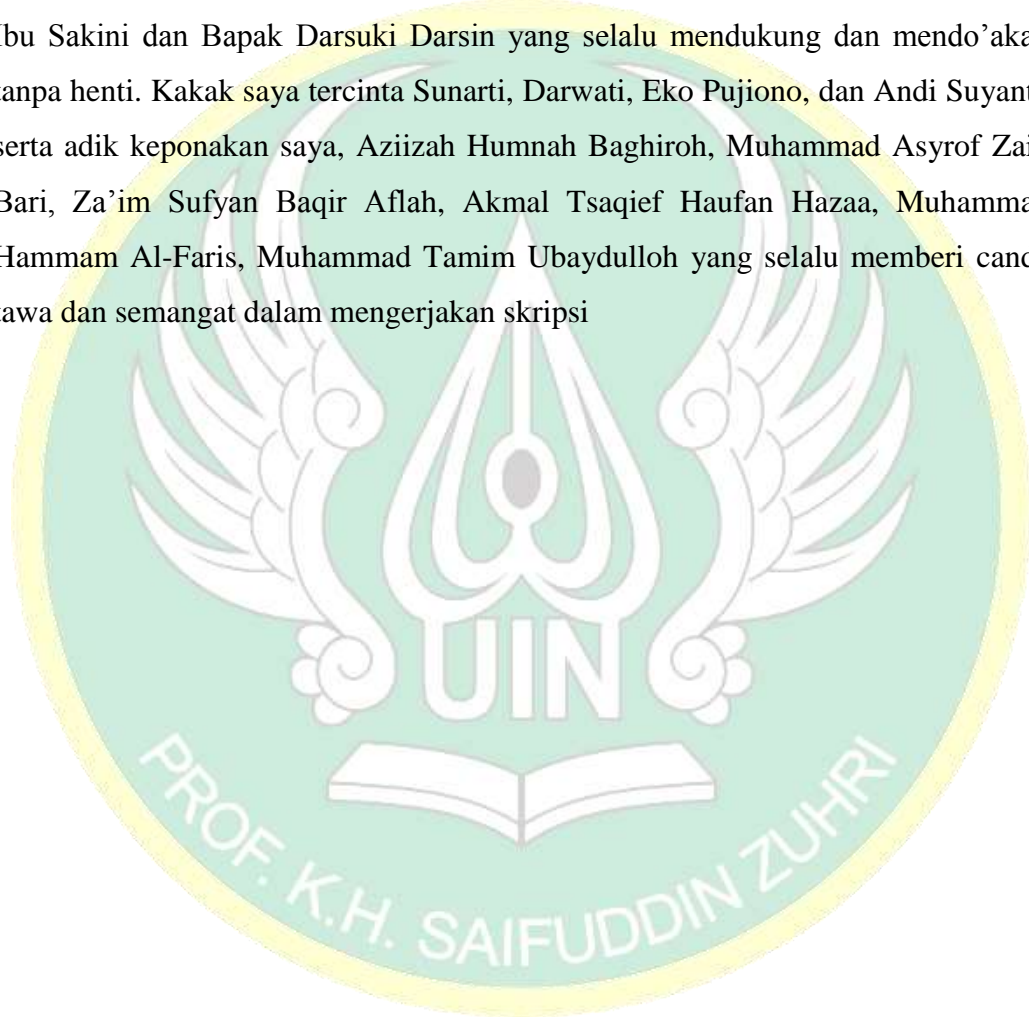 Ibu Sakini dan Bapak Darsuki Darsin yang selalu mendukung dan mendo’aka
tanpa henti. Kakak saya tercinta Sunarti, Darwati, Eko Pujiono, dan Andi Suyant
serta adik keponakan saya, Aziizah Humnah Baghiroh, Muhammad Asyrof Zai
Bari, Za’im Sufyan Baqir Aflah, Akmal Tsaqief Haufan Hazaa, Muhamma
Hammam Al-Faris, Muhammad Tamim Ubaydulloh yang selalu memberi cand
tawa dan semangat dalam mengerjakan skripsi
UIN
PROF. K.H. SAIFUDDIN ZUHRI